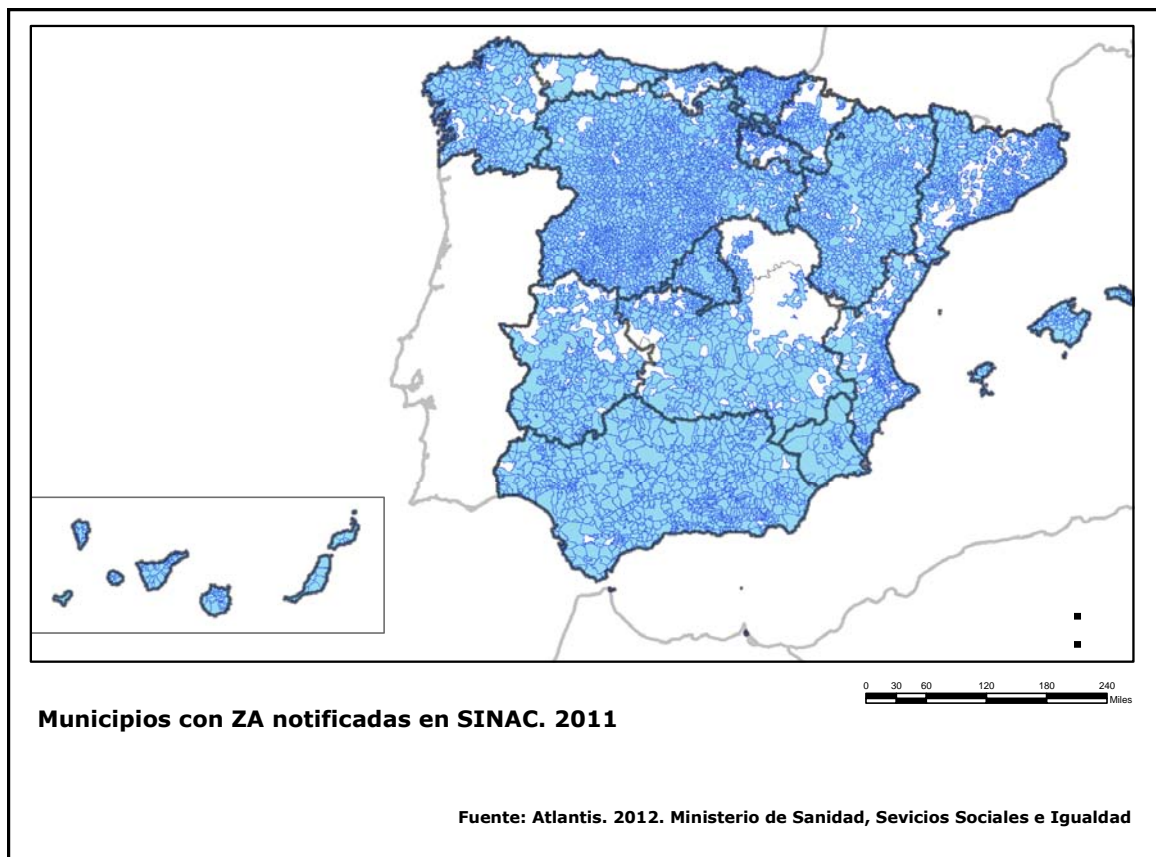 0 30 60 120 180 240
Miles
Municipios con ZA notificadas en SINAC. 2011
Fuente: Atlantis. 2012. Ministerio de Sanidad, Sevicios Sociales e Igualdad